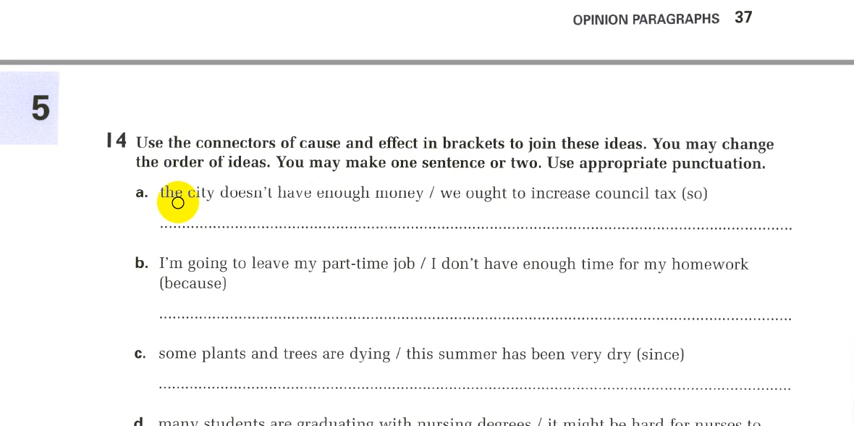 OPINION PARAGRAPHS 37
5
14 Use the connectors of cause and effect in brackets to join these ideas. You may change
the order of ideas. You may make one sentence or two. Use appropriate punctuation.
a. the city doesn't have enough money / we ought to increase council tax (so)
b. I'm going to leave my part-time job / I don't have enough time for my homework
(because)
c. some plants and trees are dying / this summer has been very dry (since)
d. many students are graduating with nursing degrees / it might be hard for nurses to